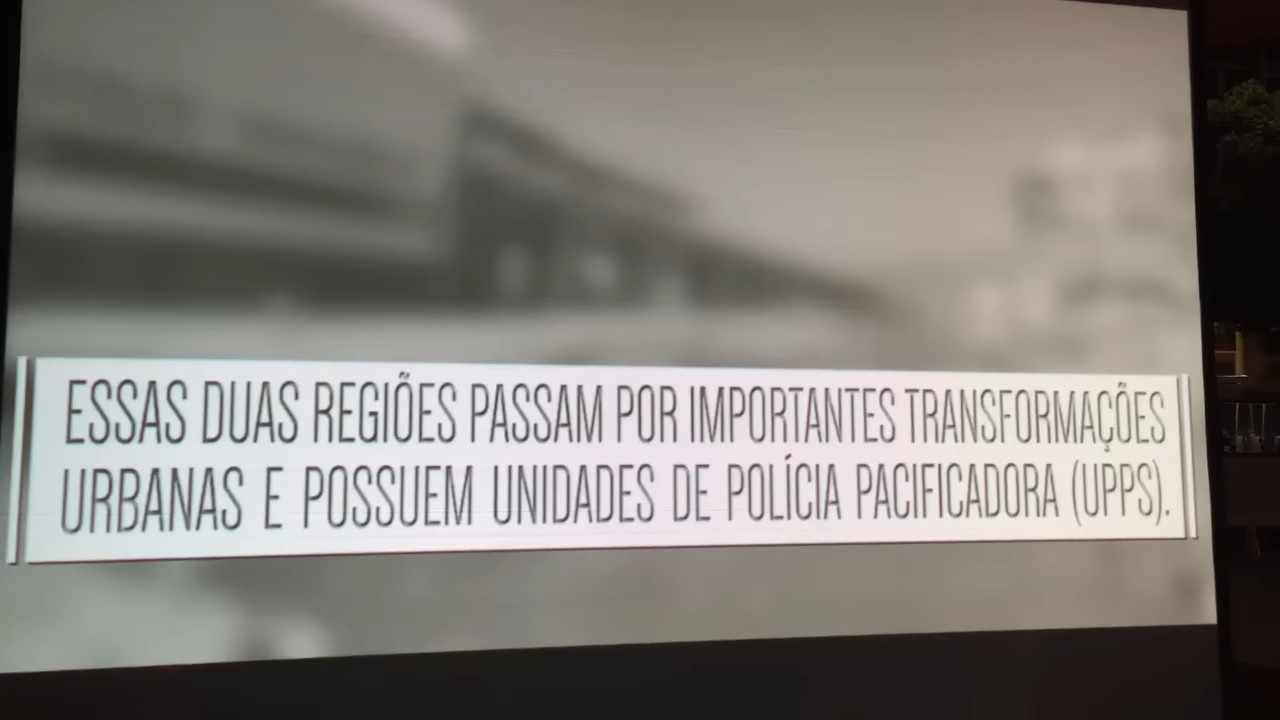 ESSAS DUAS REGIÕES PASSAM POR IMPORTANTES TRANSFORMAÇÕES
URBANAS E POSSUEM UNIDADES DE POLÍCIA PACIFICADORA (UPPS).